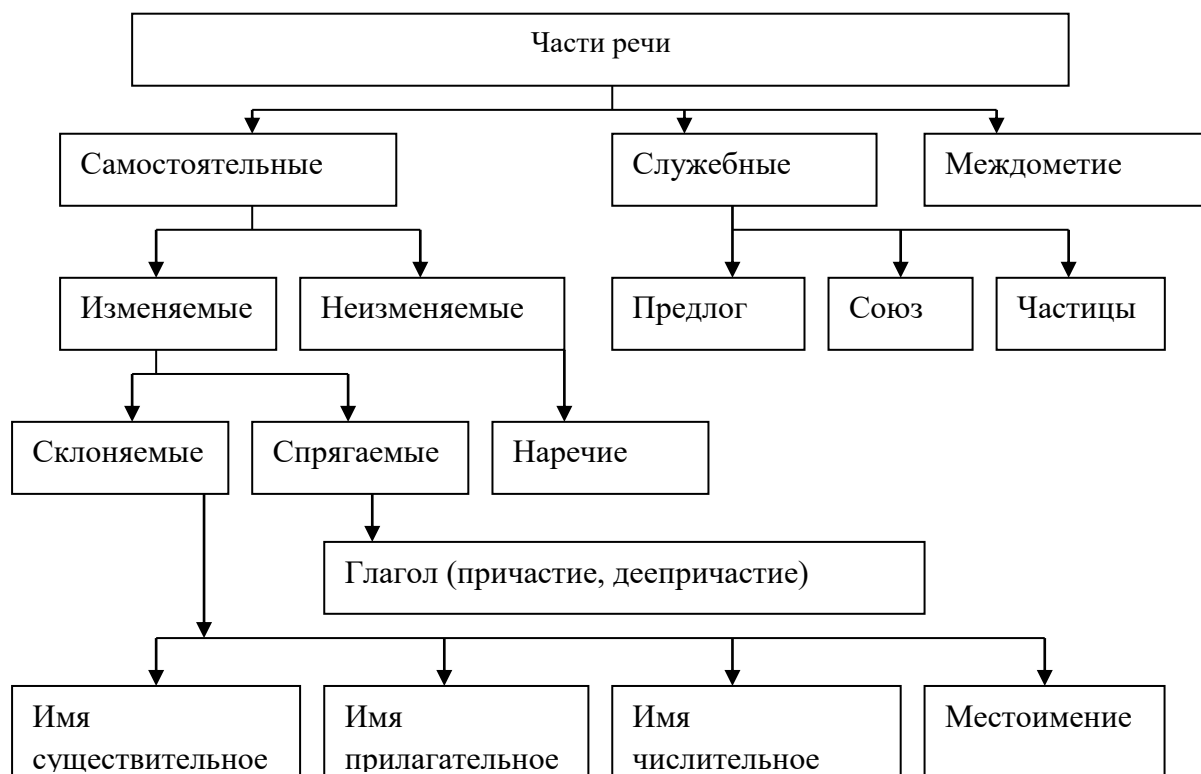 Части речи
Самостоятельные
Служебные
Междометие
Изменяемые
Неизменяемые
Предлог
Союз
Частицы
Склоняемые
Спрягаемые
Наречие
Глагол (причастие, деепричастие)
Имя
существительное
Имя
прилагательное
Имя
числительное
Местоимение